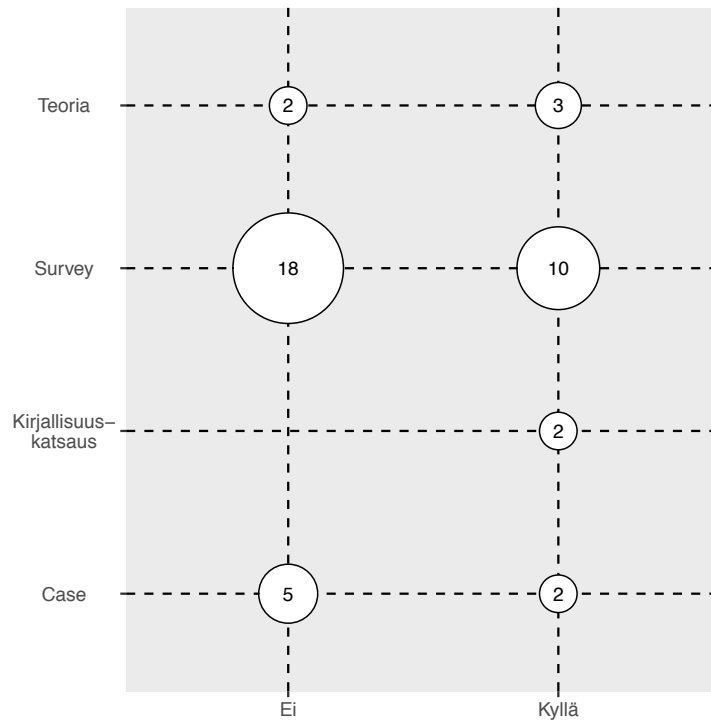 Teoria
2
3
Survey
18
10
Kirjallisuus−
katsaus
2
Case
5
2
Ei
Kyllä